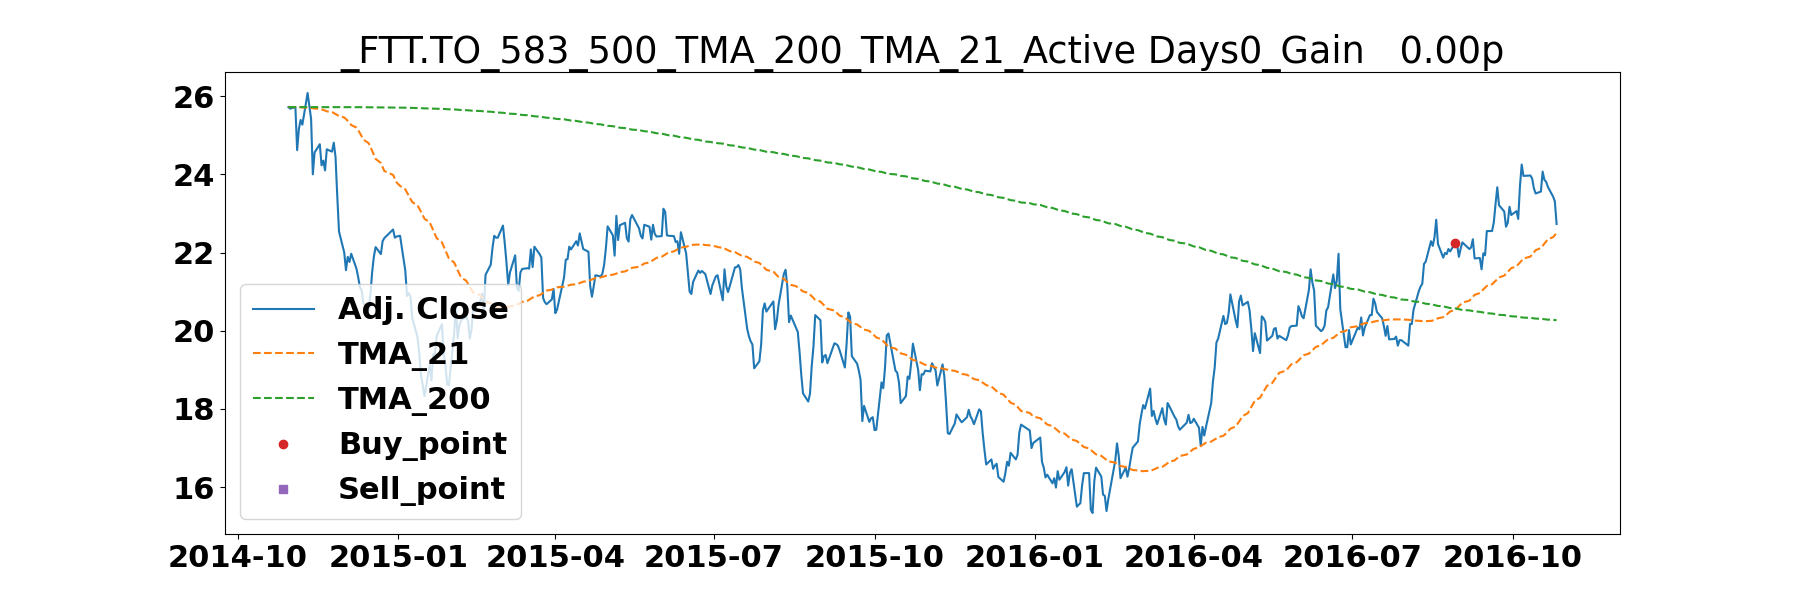 _FTT.TO_583_500_TMA_200_TMA_21_Active Days0_Gain   0.00p
26
24
22
20
18
16
Adj. Close
TMA_21
TMA_200
Buy_point
Sell_point
2014-10 2015-01 2015-04 2015-07 2015-10 2016-01 2016-04 2016-07 2016-10